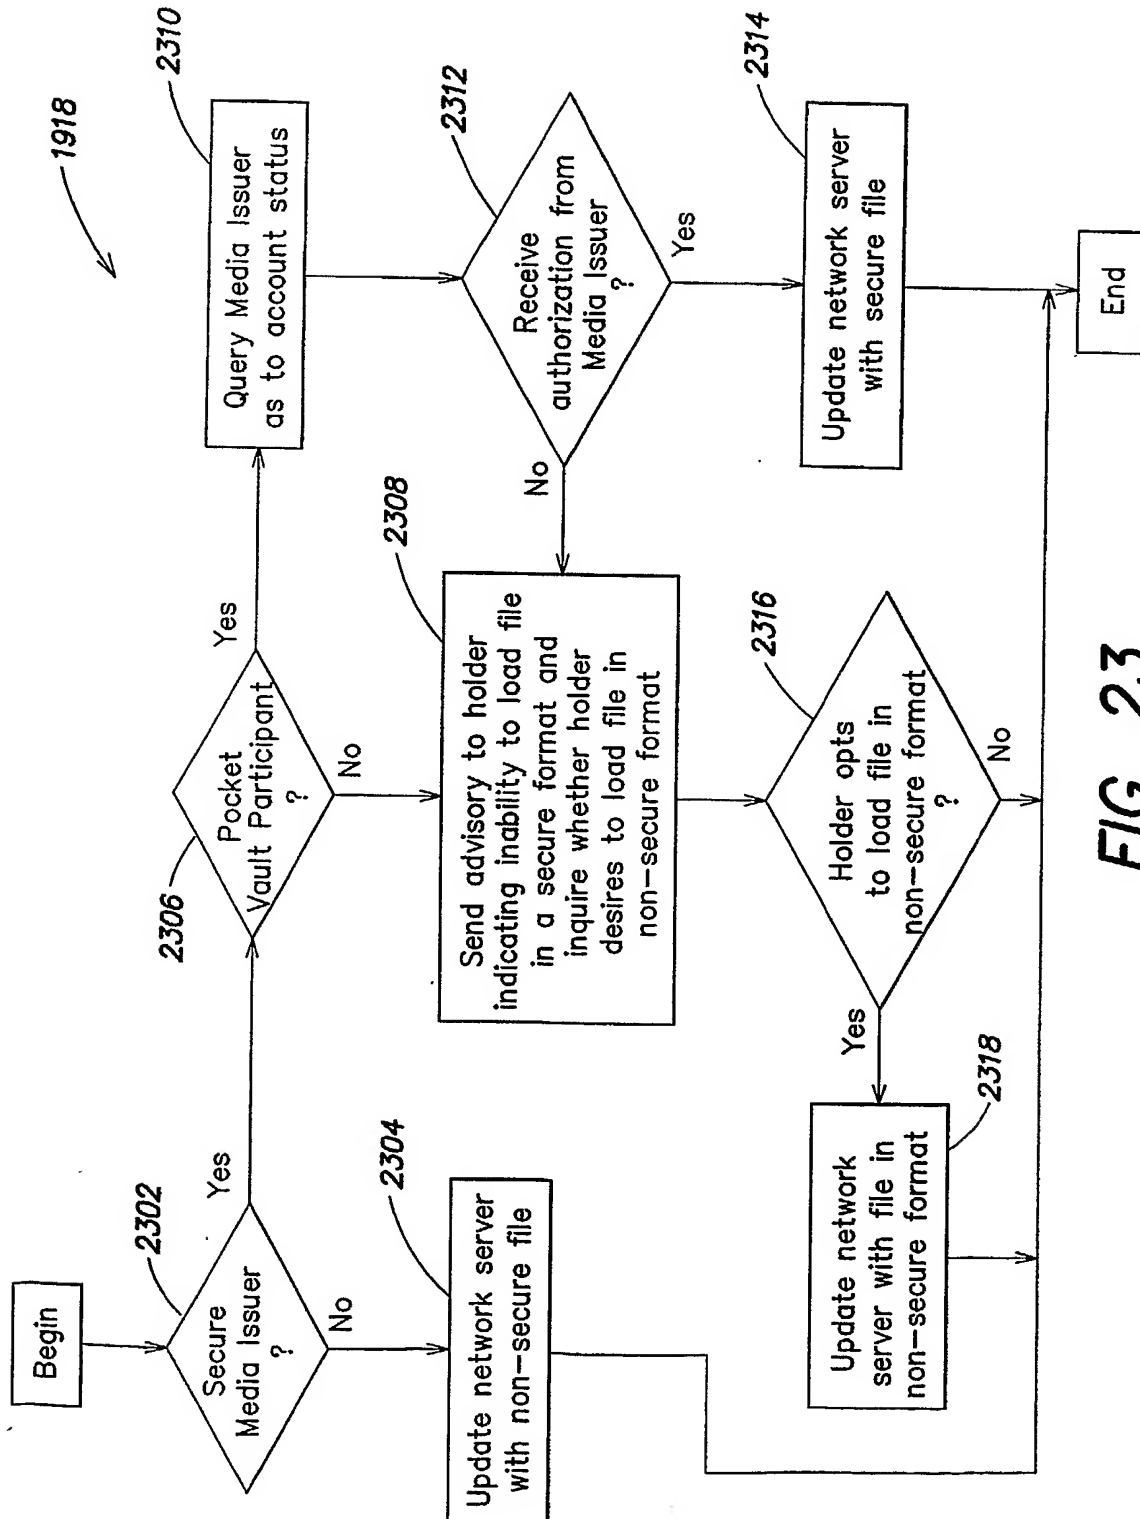 1918
Begin
2302
Secure
Media Issuer
?
Yes
No
2304
Update network server
with non-secure file
2306
Pocket
Vault Participant
?
Yes
No
2310
Query Media Issuer
as to account status
2308
Send advisory to holder
indicating inability to load file
in a secure format and
inquire whether holder
desires to load file in
non-secure format
2312
Receive
authorization from
Media Issuer
?
No
Yes
2314
Update network server
with secure file
2316
Holder opts
to load file in
non-secure format
?
Yes
No
2318
Update network
server with file in
non-secure format
End
FIG. 23